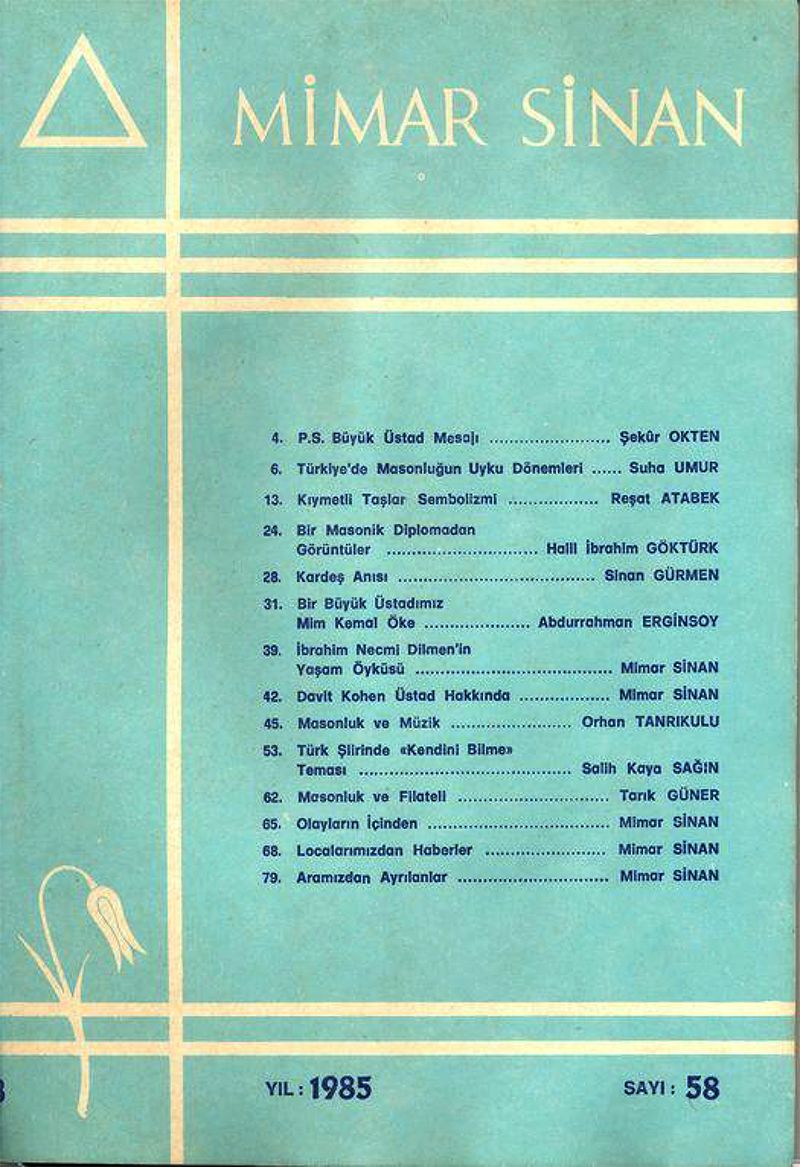 MİMAR SİNAN
4. P.S. Büyük Üstad Mesajı ........................ Şekûr OKTEN
6. Türkiye'de Masonluğun Uyku Dönemleri ...... Suha UMUR
13. Kıymetli Taşlar Sembolizmi .................. Reşat ATABEK
24. Bir Masonik Diplomadan
Görüntüler ............................... Halil İbrahim GÖKTÜRK
28. Kardeş Anısı ........................................ Sinan GÜRMEN
31. Bir Büyük Üstadımız
Mim Kemal Öke ..................... Abdurrahman ERGİNSOY
39. İbrahim Necmi Dilmen'in
Yaşam Öyküsü ........................................ Mimar SİNAN
42. Davit Kohen Üstad Hakkında .................. Mimar SİNAN
45. Masonluk ve Müzik ........................ Orhan TANRIKULU
53. Türk Şiirinde «Kendini Bilme»
Teması ........................................... Salih Kaya SAĞIN
62. Masonluk ve Filateli ............................... Tarık GÜNER
65. Olayların İçinden ..................................... Mimar SİNAN
68. Localarımızdan Haberler ......................... Mimar SİNAN
79. Aramızdan Ayrılanlar ............................... Mimar SİNAN
YIL : 1985 SAYI : 58